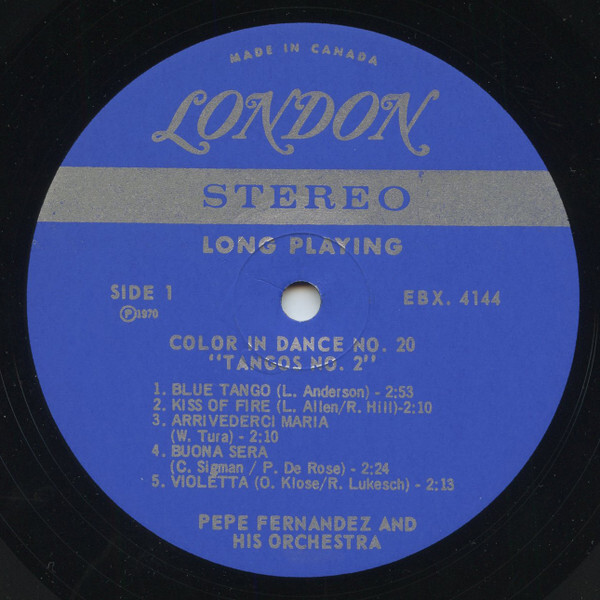 MADE IN CANADA
LONDON
STEREO
LONG PLAYING
SIDE 1
EBX. 4144
Ⓟ1970
COLOR IN DANCE NO. 20
"TANGOS NO. 2"
1. BLUE TANGO (L. Anderson) - 2:53
2. KISS OF FIRE (L. Allen/R. Hill)-2:10
3. ARRIVEDERCI MARIA
(W. Tura) - 2:10
4. BUONA SERA
(C. Sigman / P. De Rose) - 2:24
5. VIOLETTA (O. Klose/R. Lukesch) - 2:13
PEPE FERNANDEZ AND
HIS ORCHESTRA